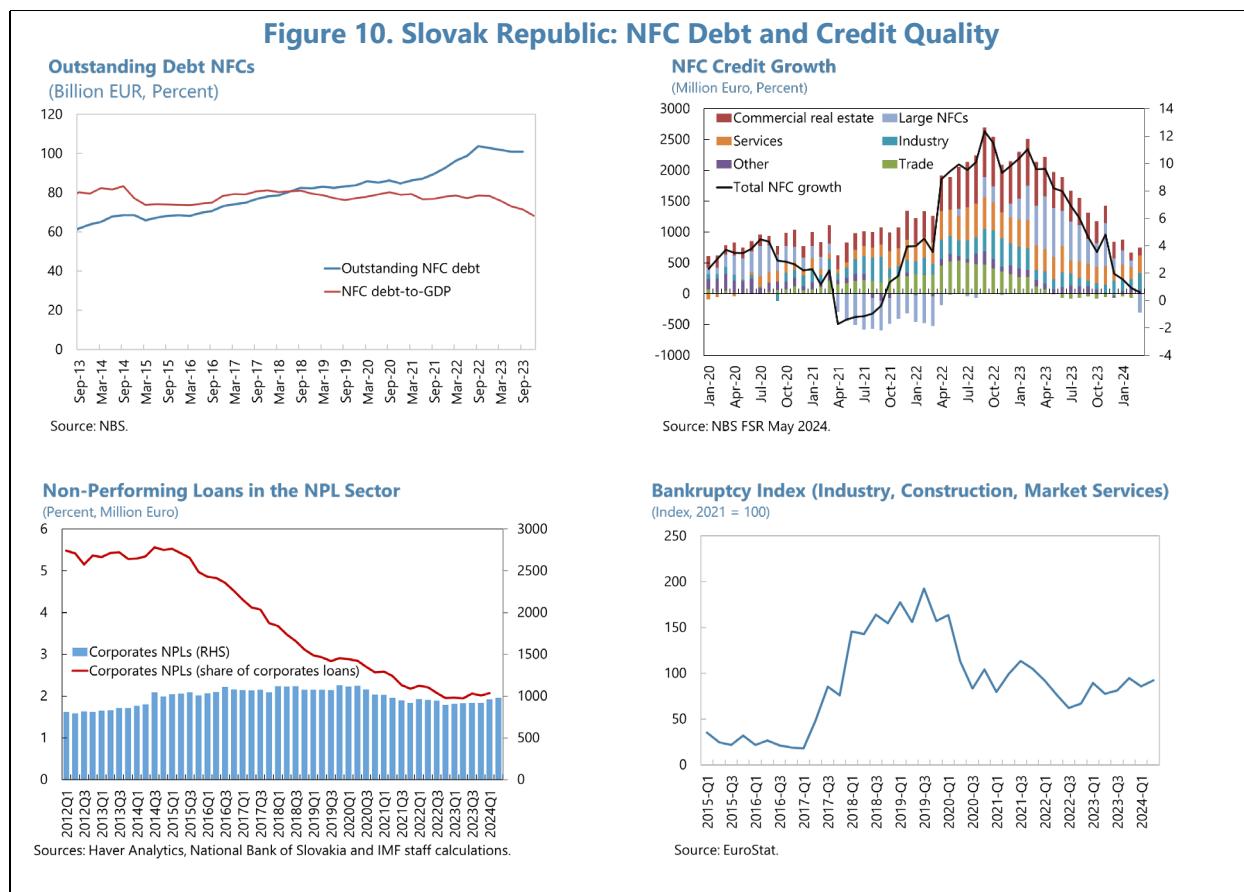 Figure 10. Slovak Republic: NFC Debt and Credit Quality
Outstanding Debt NFCs
(Billion EUR, Percent)
120
100
80
60
40
20
0
Outstanding NFC debt
NFC debt-to-GDP
Sep-13
Mar-14
Sep-14
Mar-15
Sep-15
Mar-16
Sep-16
Mar-17
Sep-17
Mar-18
Sep-18
Mar-19
Sep-19
Mar-20
Sep-20
Mar-21
Sep-21
Mar-22
Sep-22
Mar-23
Sep-23
Source: NBS.
NFC Credit Growth
(Million Euro, Percent)
3000
2500
2000
1500
1000
500
0
-500
-1000
14
12
10
8
6
4
2
0
-2
-4
Commercial real estate
Large NFCs
Services
Industry
Other
Trade
Total NFC growth
Jan-20
Apr-20
Jul-20
Oct-20
Jan-21
Apr-21
Jul-21
Oct-21
Jan-22
Apr-22
Jul-22
Oct-22
Jan-23
Apr-23
Jul-23
Oct-23
Jan-24
Source: NBS FSR May 2024.
Non-Performing Loans in the NPL Sector
(Percent, Million Euro)
6
5
4
3
2
1
0
3000
2500
2000
1500
1000
500
0
Corporates NPLs (RHS)
Corporates NPLs (share of corporates loans)
2012Q1
2012Q3
2013Q1
2013Q3
2014Q1
2014Q3
2015Q1
2015Q3
2016Q1
2016Q3
2017Q1
2017Q3
2018Q1
2018Q3
2019Q1
2019Q3
2020Q1
2020Q3
2021Q1
2021Q3
2022Q1
2022Q3
2023Q1
2023Q3
2024Q1
Sources: Haver Analytics, National Bank of Slovakia and IMF staff calculations.
Bankruptcy Index (Industry, Construction, Market Services)
(Index, 2021 = 100)
250
200
150
100
50
0
2015-Q1
2015-Q3
2016-Q1
2016-Q3
2017-Q1
2017-Q3
2018-Q1
2018-Q3
2019-Q1
2019-Q3
2020-Q1
2020-Q3
2021-Q1
2021-Q3
2022-Q1
2022-Q3
2023-Q1
2023-Q3
2024-Q1
Source: EuroStat.